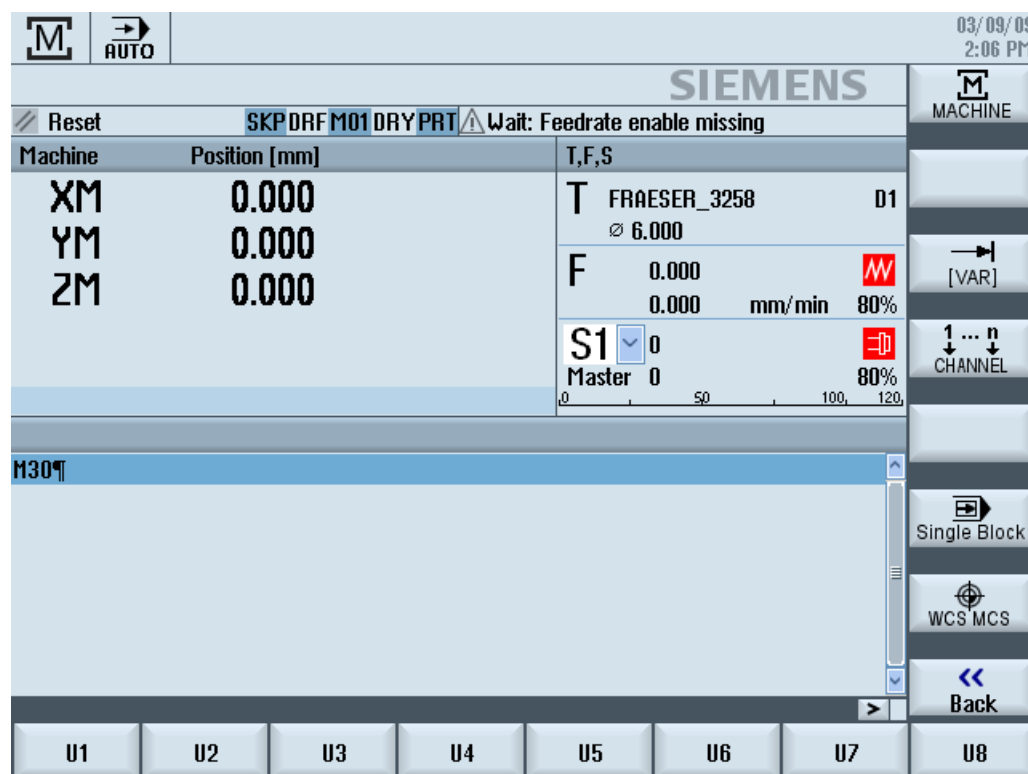 M AUTO 03/09/09
2:06 PM
SIEMENS
M
MACHINE
Reset SKP DRF M01 DRY PRT Wait: Feedrate enable missing
Machine Position [mm] T,F,S
XM 0.000
YM 0.000
ZM 0.000
T FRAESER_3258 D1
⌀ 6.000
F 0.000
0.000 mm/min 80%
S1 0
Master 0 80%
0 50 100 120
[VAR]
1 ... n
CHANNEL
M30¶
Single Block
WCS MCS
<<
Back
>
U1 U2 U3 U4 U5 U6 U7 U8